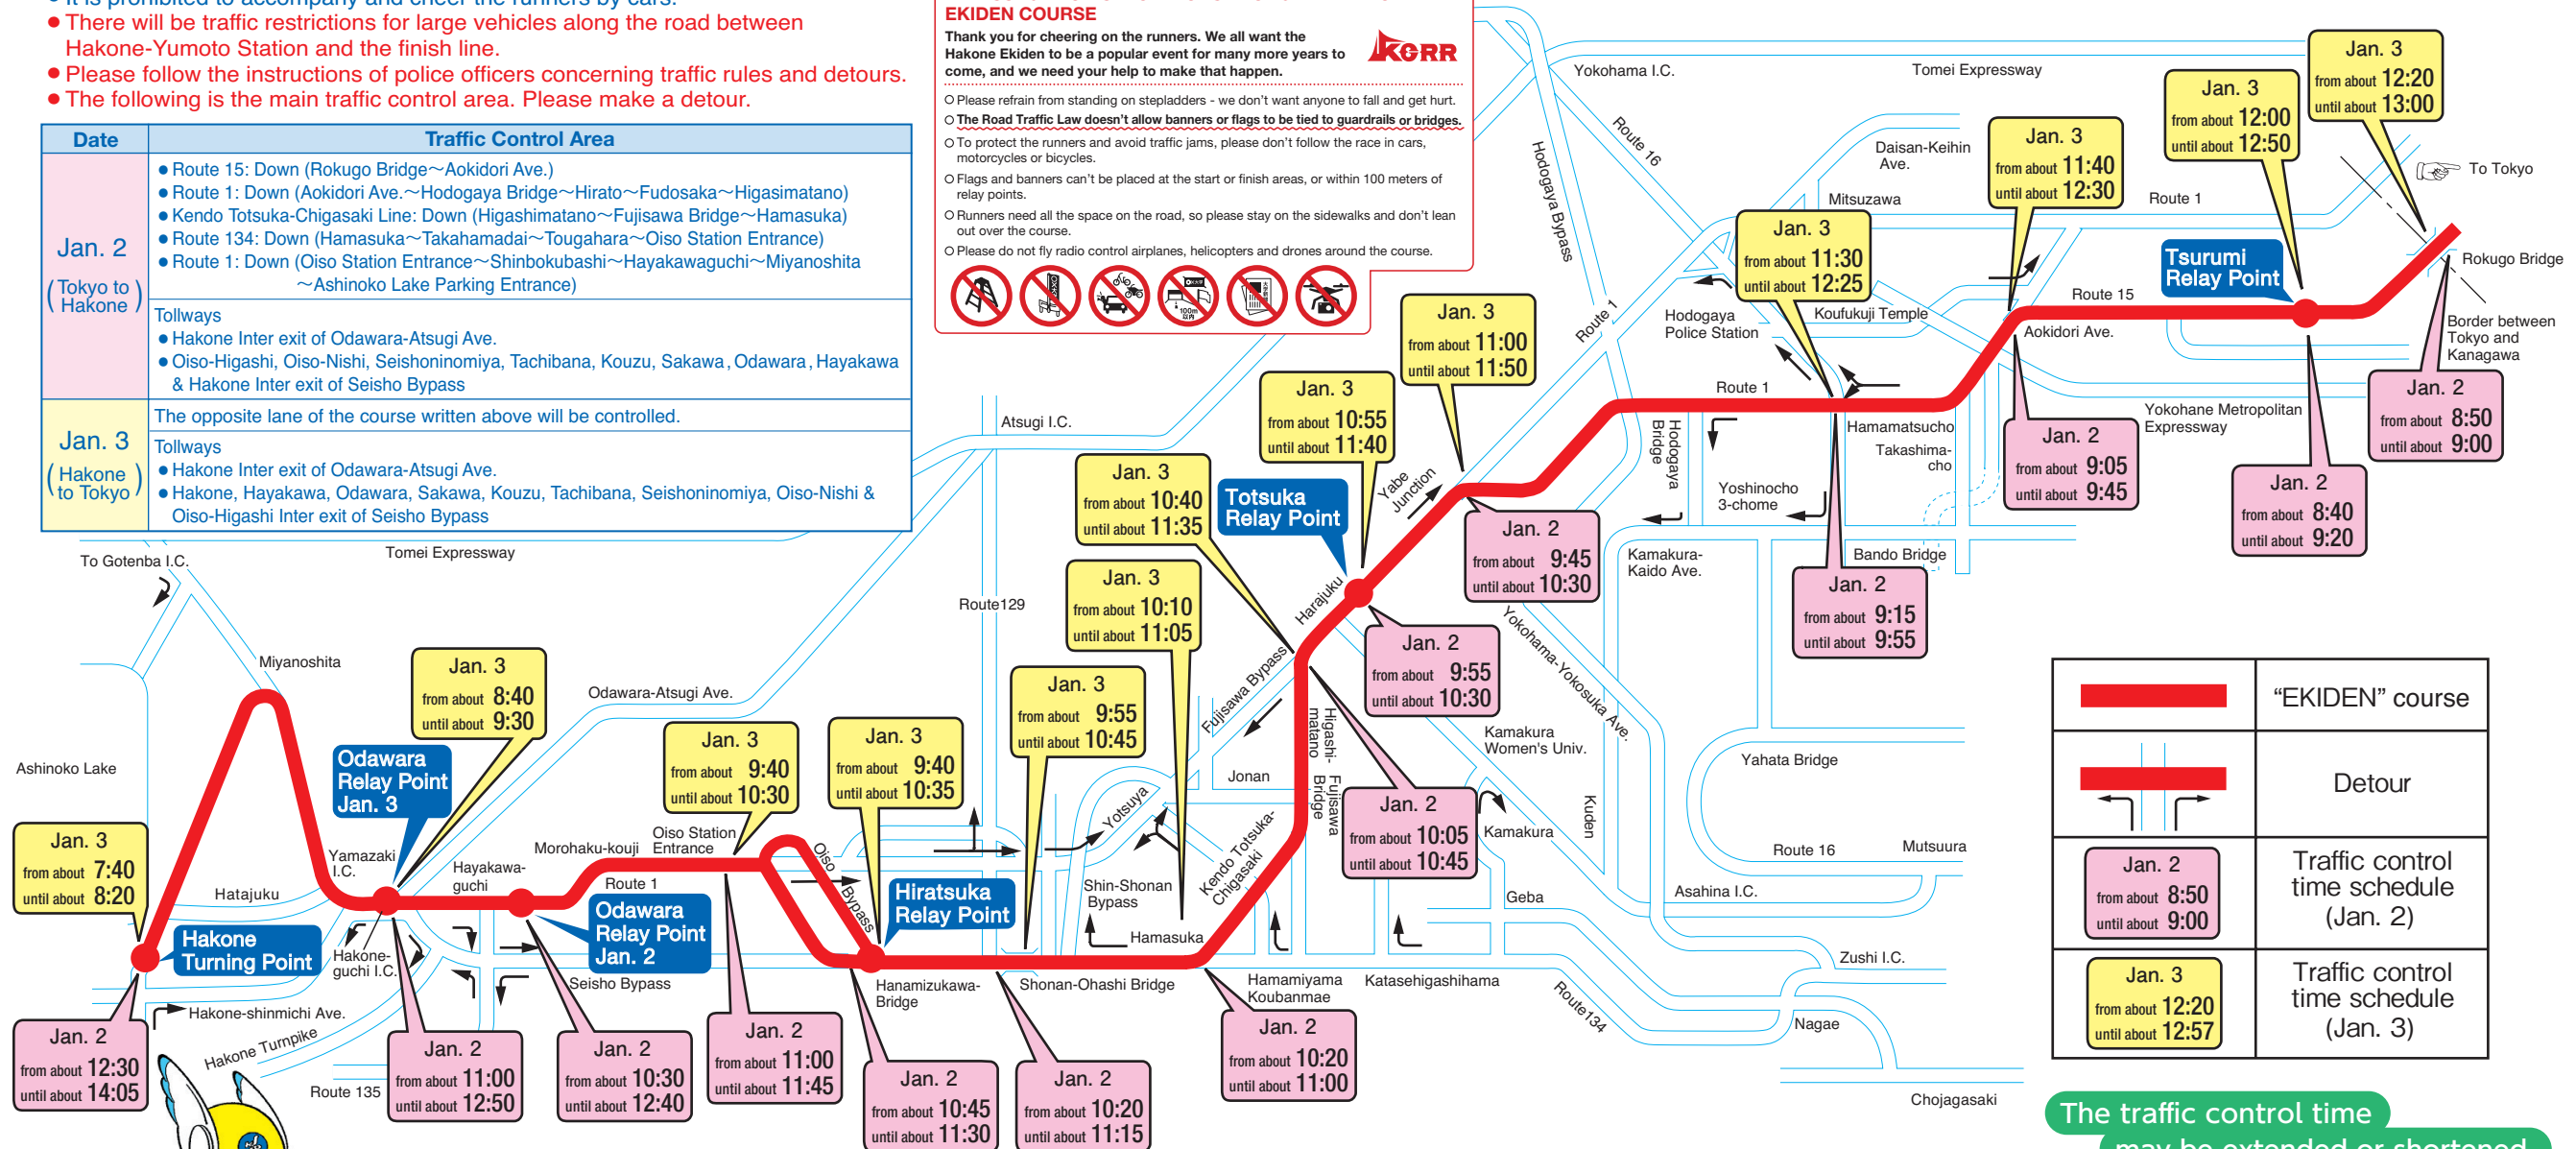 • It is prohibited to accompany and cheer the runners by cars.
• There will be traffic restrictions for large vehicles along the road between
Hakone-Yumoto Station and the finish line.
• Please follow the instructions of police officers concerning traffic rules and detours.
• The following is the main traffic control area. Please make a detour.
Date
Traffic Control Area
Jan. 2
(Tokyo to
Hakone)
• Route 15: Down (Rokugo Bridge～Aokidori Ave.)
• Route 1: Down (Aokidori Ave.～Hodogaya Bridge～Hirato～Fudosaka～Higasimatano)
• Kendo Totsuka-Chigasaki Line: Down (Higashimatano～Fujisawa Bridge～Hamasuka)
• Route 134: Down (Hamasuka～Takahamadai～Tougahara～Oiso Station Entrance)
• Route 1: Down (Oiso Station Entrance～Shinbokubashi～Hayakawaguchi～Miyanoshita
～Ashinoko Lake Parking Entrance)
Tollways
• Hakone Inter exit of Odawara-Atsugi Ave.
• Oiso-Higashi, Oiso-Nishi, Seishoninomiya, Tachibana, Kouzu, Sakawa, Odawara, Hayakawa
& Hakone Inter exit of Seisho Bypass
Jan. 3
(Hakone
to Tokyo)
The opposite lane of the course written above will be controlled.
Tollways
• Hakone Inter exit of Odawara-Atsugi Ave.
• Hakone, Hayakawa, Odawara, Sakawa, Kouzu, Tachibana, Seishoninomiya, Oiso-Nishi &
Oiso-Higashi Inter exit of Seisho Bypass
EKIDEN COURSE
Thank you for cheering on the runners. We all want the
Hakone Ekiden to be a popular event for many more years to
come, and we need your help to make that happen.
KGRR
○ Please refrain from standing on stepladders - we don't want anyone to fall and get hurt.
○ The Road Traffic Law doesn't allow banners or flags to be tied to guardrails or bridges.
○ To protect the runners and avoid traffic jams, please don't follow the race in cars,
motorcycles or bicycles.
○ Flags and banners can't be placed at the start or finish areas, or within 100 meters of
relay points.
○ Runners need all the space on the road, so please stay on the sidewalks and don't lean
out over the course.
○ Please do not fly radio control airplanes, helicopters and drones around the course.
100m
以内
Yokohama I.C.
Tomei Expressway
Route 16
Hodogaya Bypass
Daisan-Keihin
Ave.
Mitsuzawa
Route 1
To Tokyo
Jan. 3
from about 12:20
until about 13:00
Jan. 3
from about 12:00
until about 12:50
Jan. 3
from about 11:40
until about 12:30
Jan. 3
from about 11:30
until about 12:25
Jan. 3
from about 11:00
until about 11:50
Jan. 3
from about 10:55
until about 11:40
Jan. 3
from about 10:40
until about 11:35
Jan. 3
from about 10:10
until about 11:05
Jan. 3
from about 9:55
until about 10:45
Jan. 3
from about 9:40
until about 10:35
Jan. 3
from about 9:40
until about 10:30
Jan. 3
from about 8:40
until about 9:30
Jan. 3
from about 7:40
until about 8:20
Tsurumi
Relay Point
Rokugo Bridge
Route 15
Border between
Tokyo and
Kanagawa
Aokidori Ave.
Koufukuji Temple
Hodogaya
Police Station
Route 1
Route 1
Yokohane Metropolitan
Expressway
Hamamatsucho
Takashima-
cho
Hodogaya
Bridge
Yoshinocho
3-chome
Kamakura-
Kaido Ave.
Bando Bridge
Yabe
Junction
Totsuka
Relay Point
Harajuku
Atsugi I.C.
Route129
To Gotenba I.C.
Tomei Expressway
Miyanoshita
Odawara-Atsugi Ave.
Ashinoko Lake
Odawara
Relay Point
Jan. 3
Yamazaki
I.C.
Hatajuku
Hayakawa-
guchi
Morohaku-kouji
Oiso Station
Entrance
Route 1
Oiso
Bypass
Hiratsuka
Relay Point
Odawara
Relay Point
Jan. 2
Hakone
Turning Point
Hakone-
guchi I.C.
Seisho Bypass
Hakone-shinmichi Ave.
Hakone Turnpike
Route 135
Hanamizukawa-
Bridge
Shonan-Ohashi Bridge
Shin-Shonan
Bypass
Hamasuka
Yotsuya
Kendo Totsuka-
Chigasaki
Jonan
Fujisawa Bypass
Higashi-
matano
Fujisawa
Bridge
Hamamiyama
Koubanmae
Katasehigashihama
Route134
Kamakura
Women's Univ.
Kamakura
Geba
Kuden
Yokohama-Yokosuka Ave.
Yahata Bridge
Route 16
Mutsuura
Asahina I.C.
Zushi I.C.
Nagae
Chojagasaki
Jan. 2
from about 8:50
until about 9:00
Jan. 2
from about 8:40
until about 9:20
Jan. 2
from about 9:05
until about 9:45
Jan. 2
from about 9:15
until about 9:55
Jan. 2
from about 9:45
until about 10:30
Jan. 2
from about 9:55
until about 10:30
Jan. 2
from about 10:05
until about 10:45
Jan. 2
from about 10:20
until about 11:00
Jan. 2
from about 10:20
until about 11:15
Jan. 2
from about 10:45
until about 11:30
Jan. 2
from about 11:00
until about 11:45
Jan. 2
from about 10:30
until about 12:40
Jan. 2
from about 11:00
until about 12:50
Jan. 2
from about 12:30
until about 14:05
"EKIDEN" course
Detour
Jan. 2
from about 8:50
until about 9:00
Traffic control
time schedule
(Jan. 2)
Jan. 3
from about 12:20
until about 12:57
Traffic control
time schedule
(Jan. 3)
The traffic control time
may be extended or shortened.